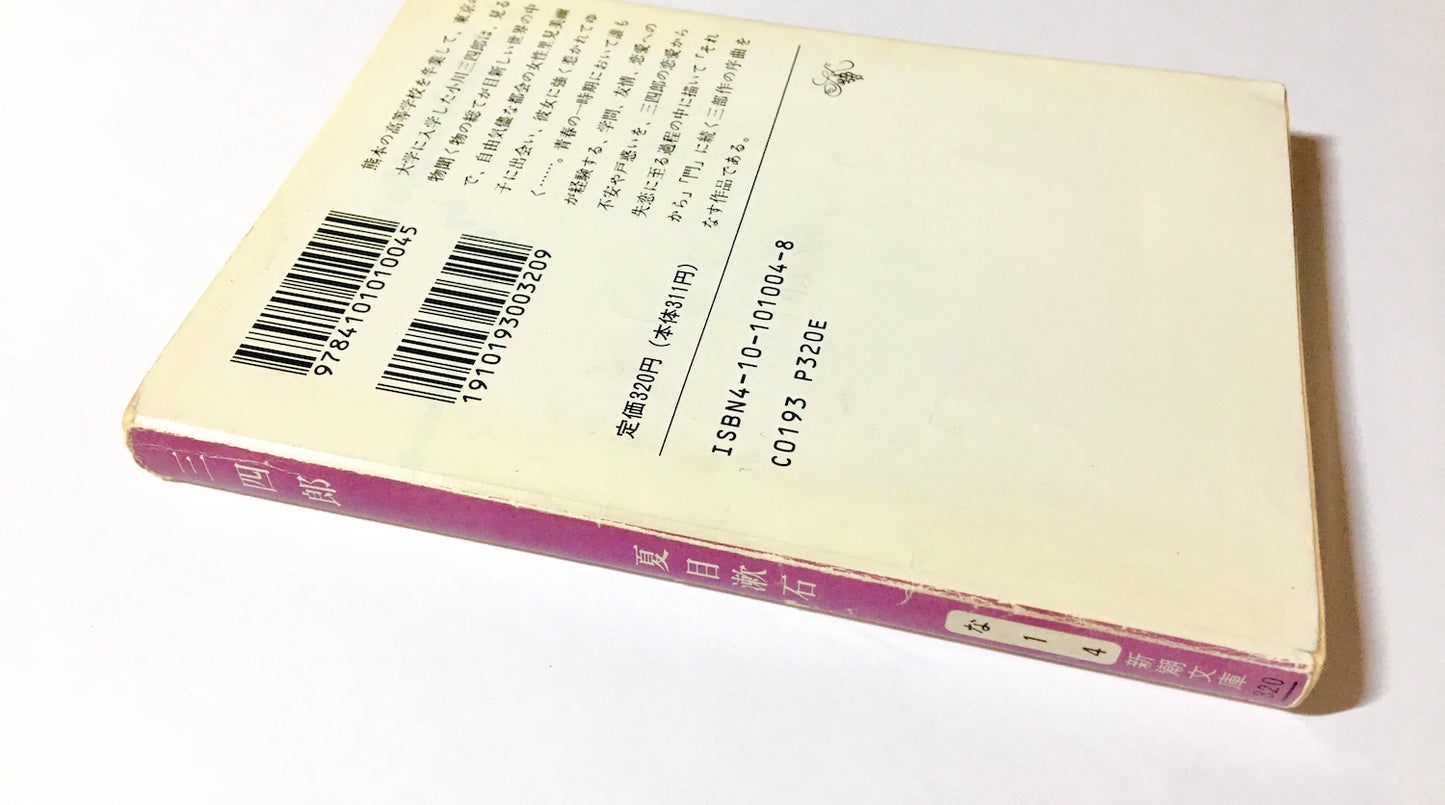 熊本の高等学校を卒業して、東京の
大学に入学した小川三四郎は、見る
物聞く物の総てが目新しい世界の中
で、自由気儘な都会の女性里見美禰
子に出会い、彼女に強く惹かれてゆ
く……。青春の一時期において誰も
が経験する、学問、友情、恋愛への
不安や戸惑いを、三四郎の恋愛から
失恋に至る過程の中に描いて「それ
から」「門」に続く三部作の序曲を
なす作品である。
9784101010045
1910193003209
定価320円(本体311円)
ISBN4-10-101004-8
C0193 P320E
三四郎
夏目漱石
な 1 4
新潮文庫
320